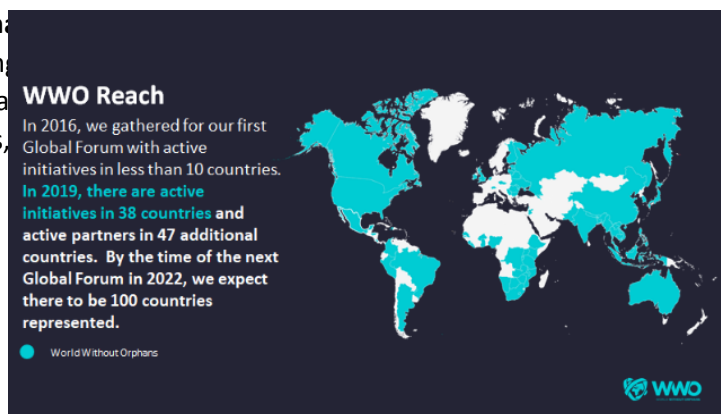 WWO Reach
In 2016, we gathered for our first
Global Forum with active
initiatives in less than 10 countries.
In 2019, there are active
initiatives in 38 countries and
active partners in 47 additional
countries. By the time of the next
Global Forum in 2022, we expect
there to be 100 countries
represented.
World Without Orphans
WWO